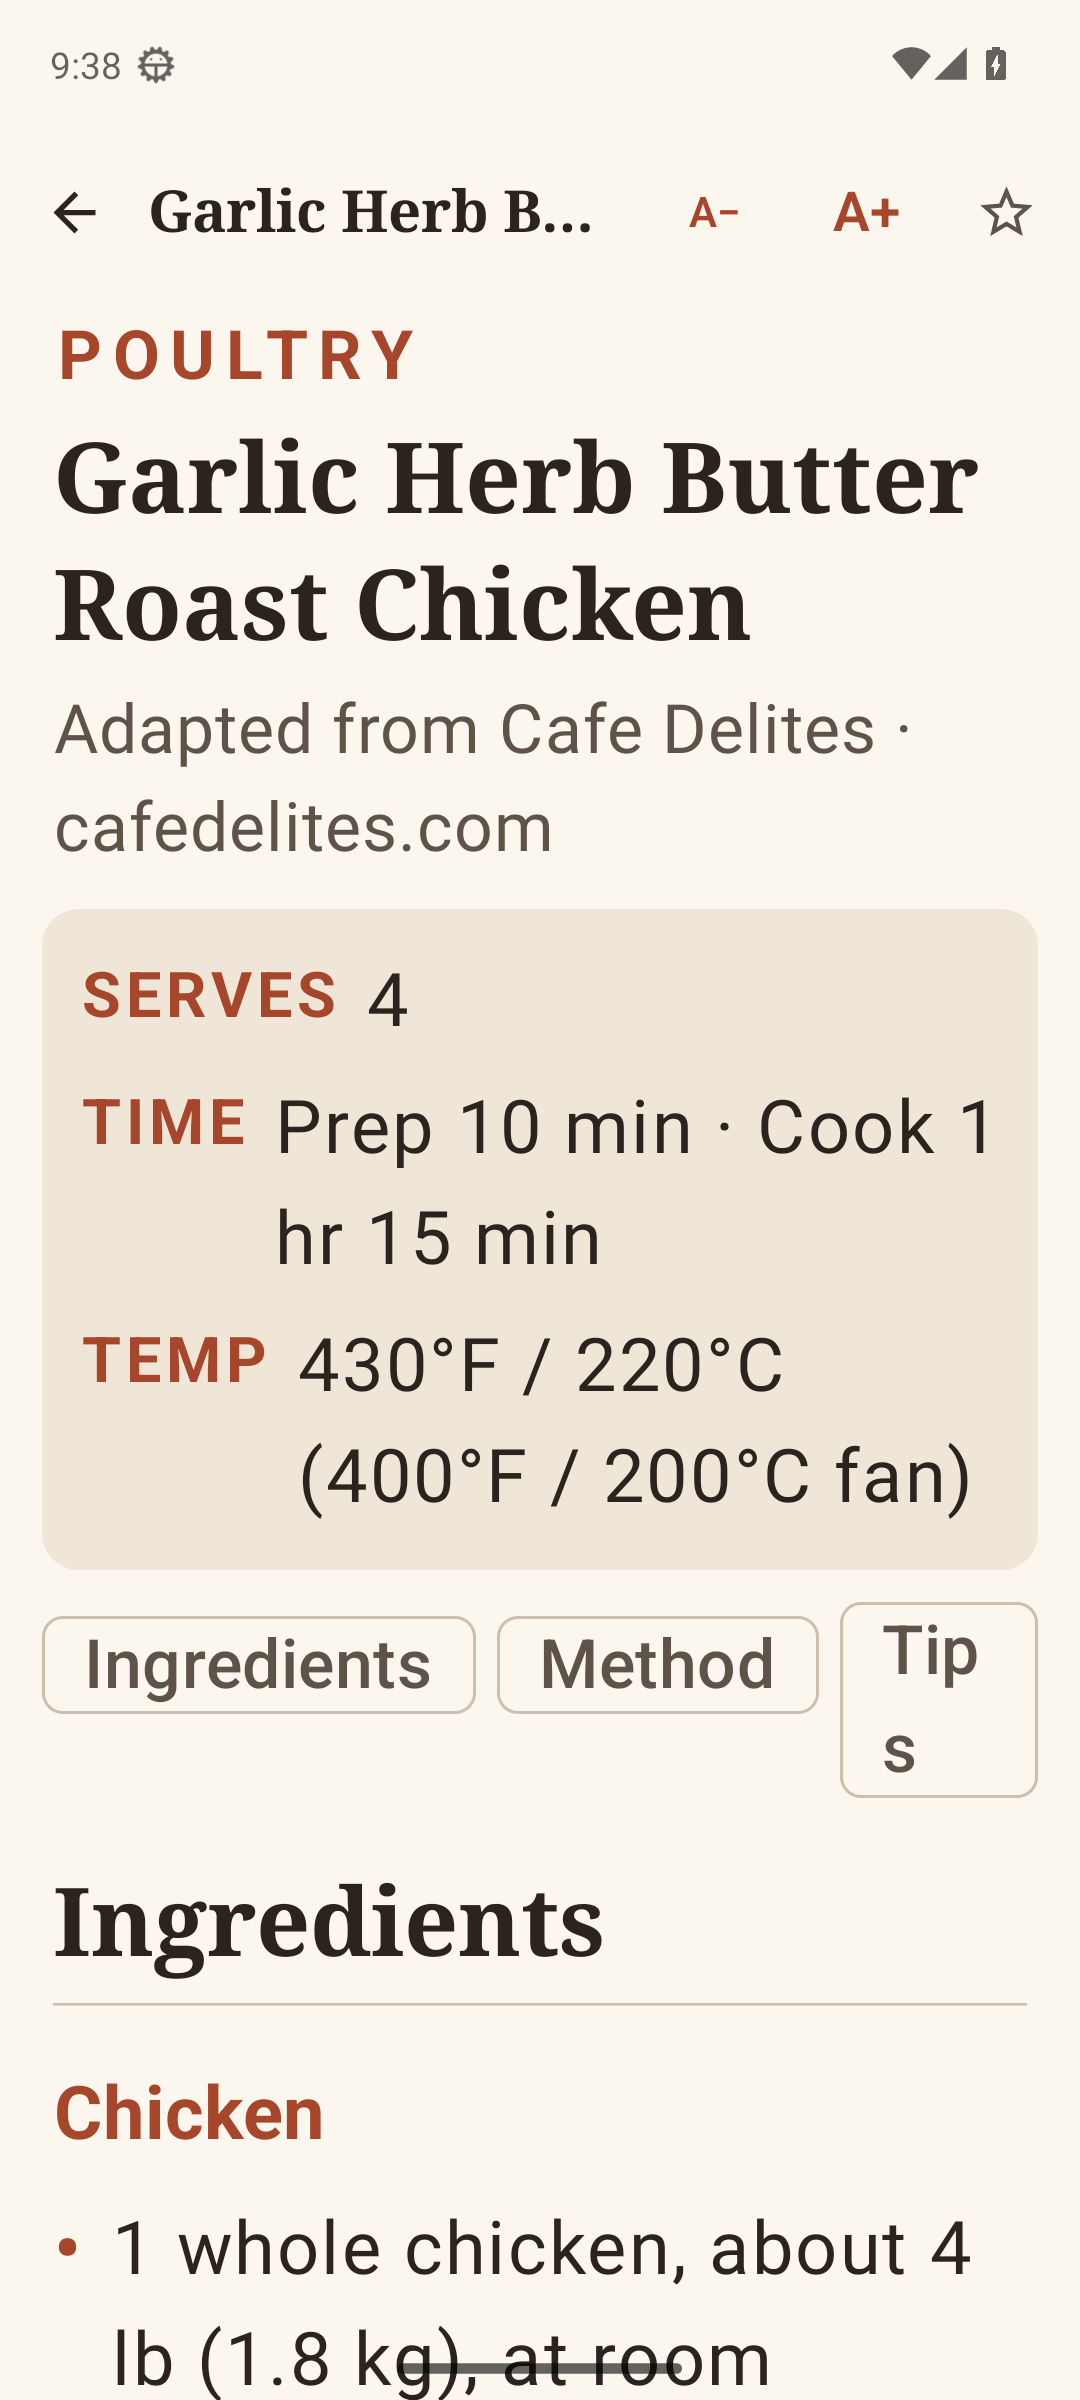 9:38
Garlic Herb B... A− A+
POULTRY
Garlic Herb Butter
Roast Chicken
Adapted from Cafe Delites ·
cafedelites.com
SERVES 4
TIME Prep 10 min · Cook 1
hr 15 min
TEMP 430°F / 220°C
(400°F / 200°C fan)
Ingredients Method Tip
s
Ingredients
Chicken
• 1 whole chicken, about 4
lb (1.8 kg), at room